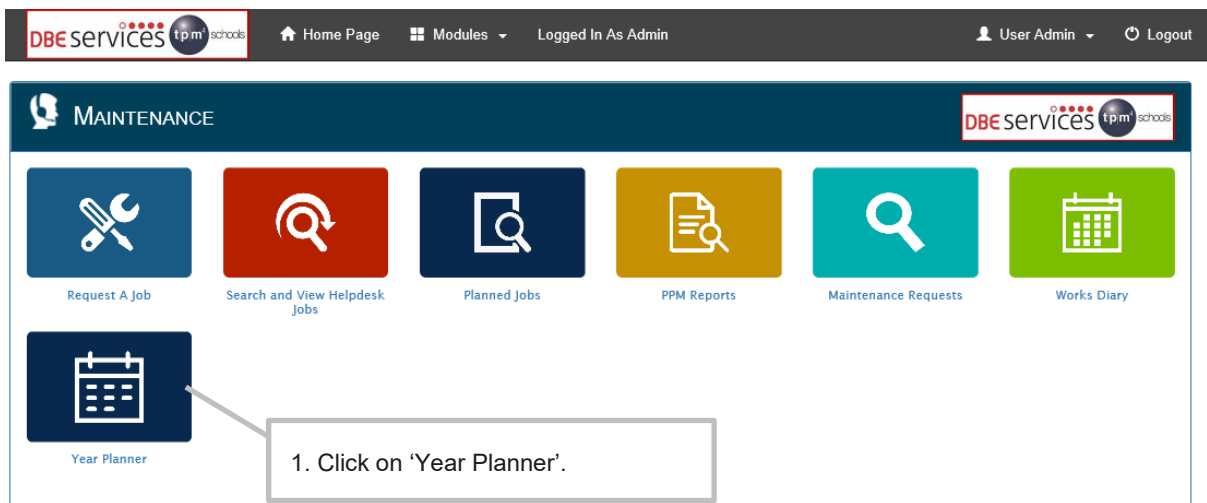 DBE services tpm⁴ schools Home Page Modules Logged In As Admin User Admin Logout
MAINTENANCE DBE services tpm⁴ schools
Request A Job Search and View Helpdesk Planned Jobs PPM Reports Maintenance Requests Works Diary
Jobs
Year Planner
1. Click on ‘Year Planner’.